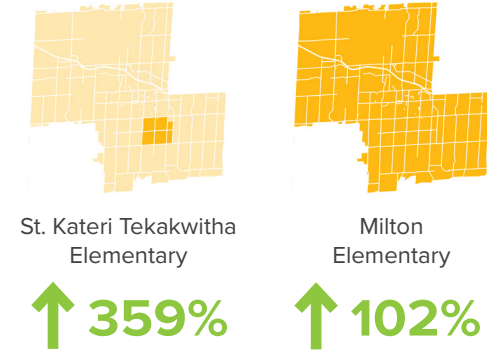 St. Kateri Tekakwitha
Elementary
359%
Milton
Elementary
102%